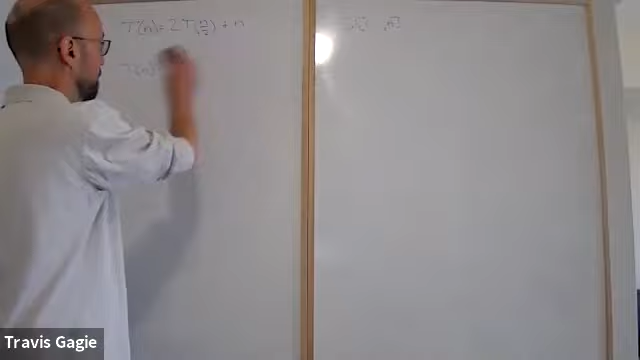 T(n) = 2T(n/2) + n
T(n)
Travis Gagie